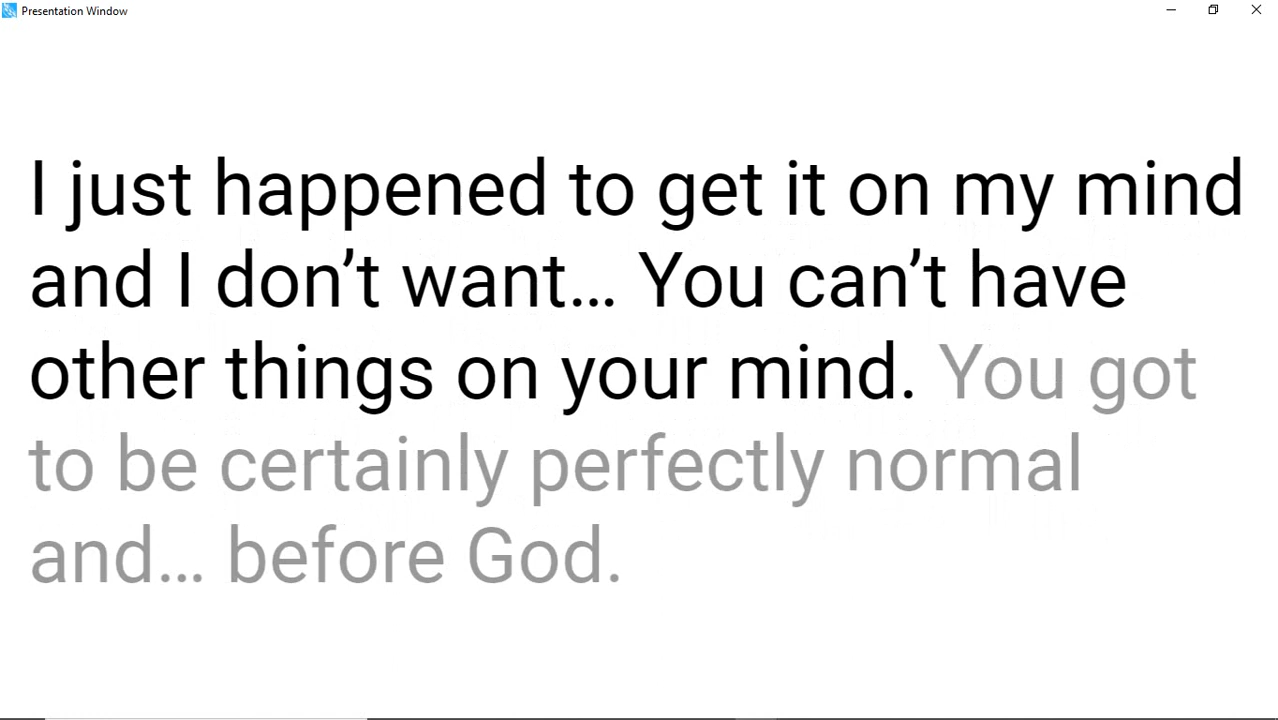 Presentation Window
I just happened to get it on my mind
and I don’t want… You can’t have
other things on your mind. You got
to be certainly perfectly normal
and… before God.